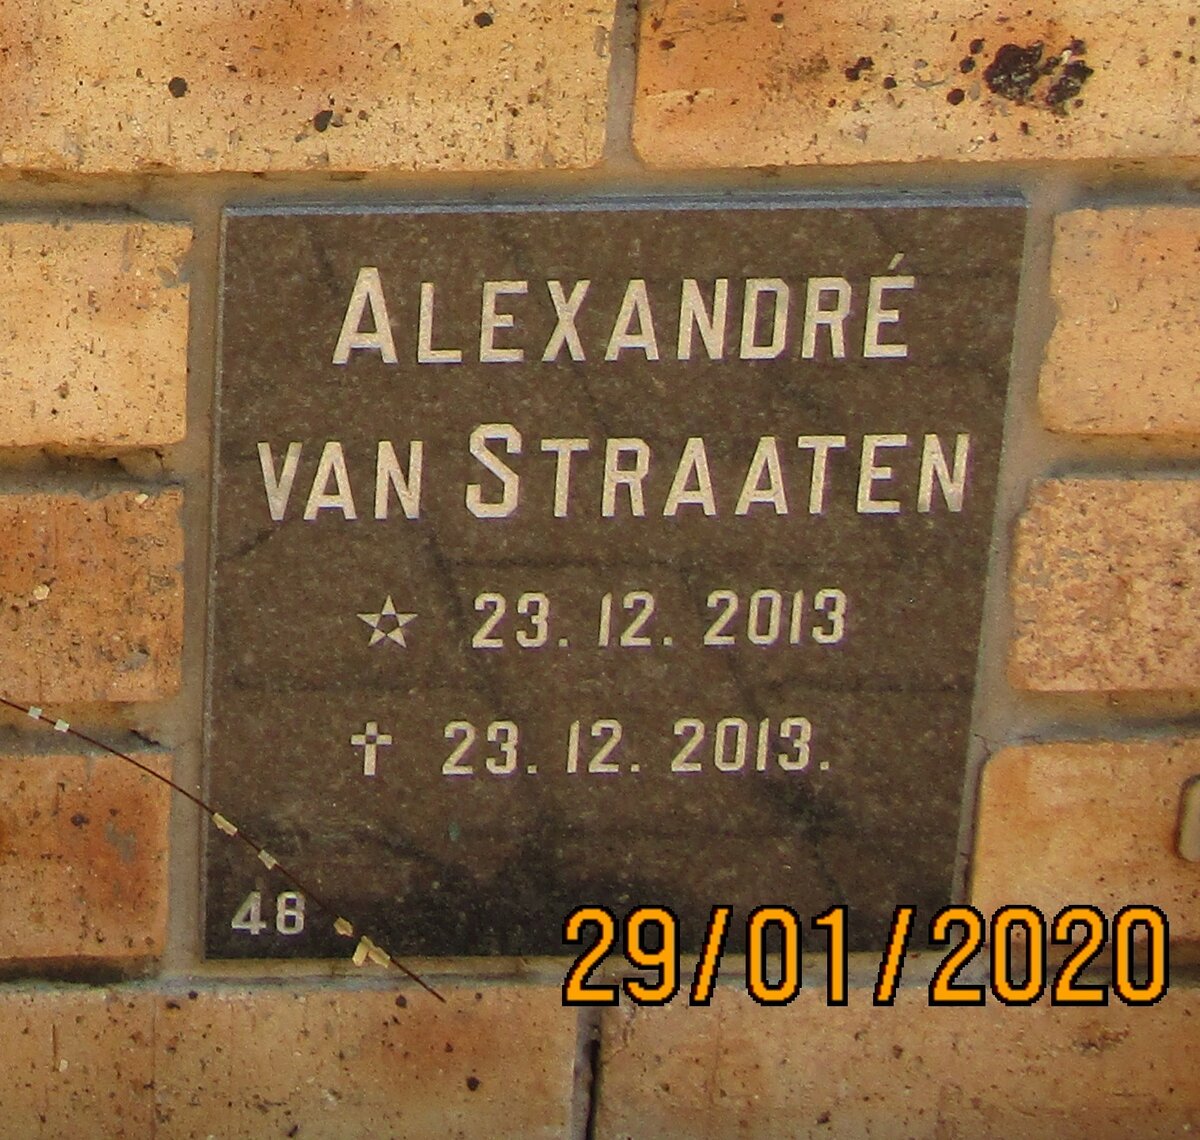 ALEXANDRÉ
VAN STRAATEN
☆ 23. 12. 2013
✝ 23. 12. 2013.
48
29/01/2020